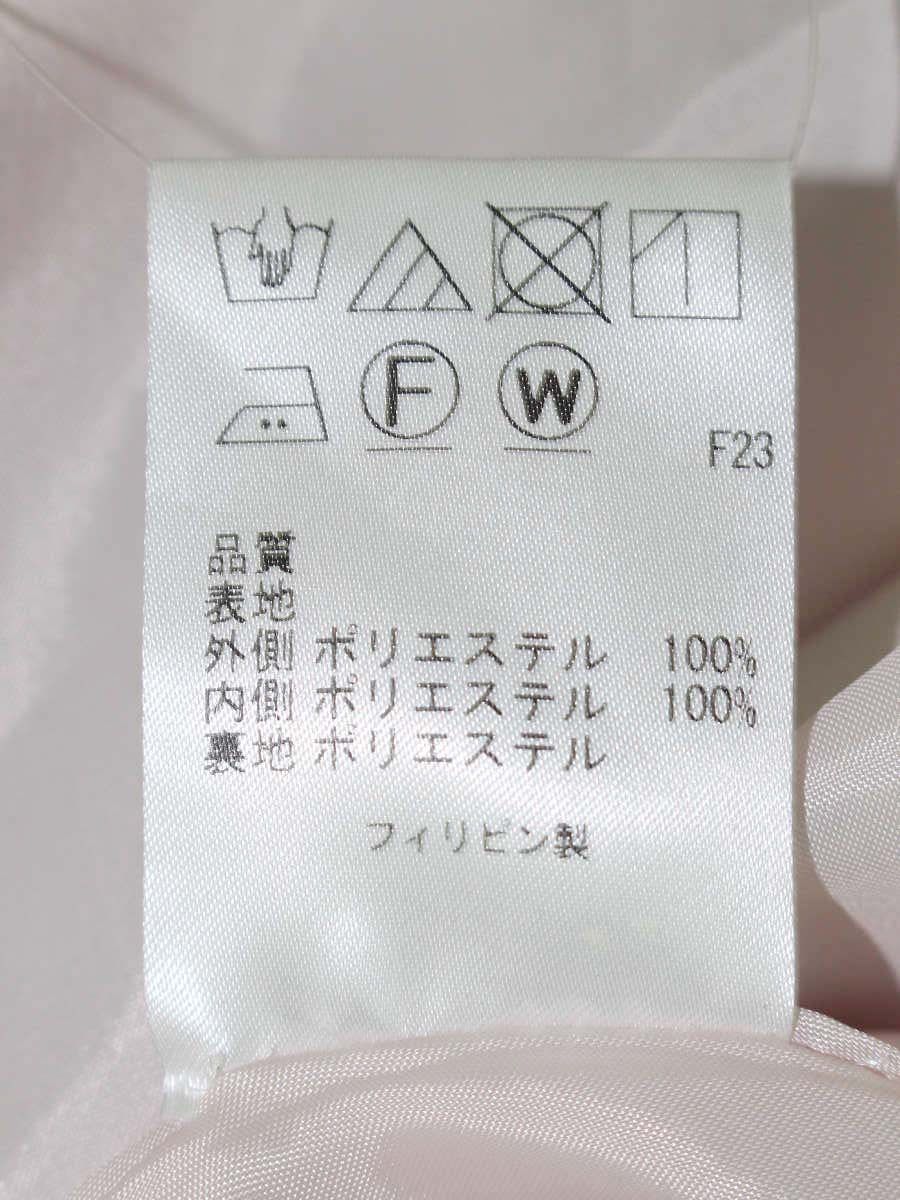 F W
F23
品質
表地
外側 ポリエステル 100%
内側 ポリエステル 100%
裏地 ポリエステル
フィリピン製